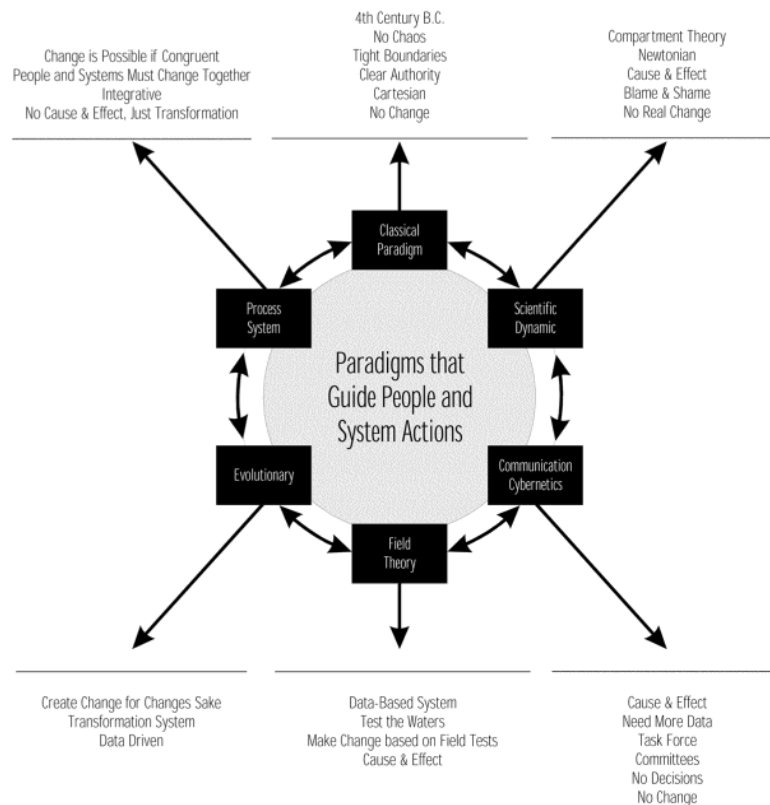 Change is Possible if Congruent
People and Systems Must Change Together
Integrative
No Cause & Effect, Just Transformation
4th Century B.C.
No Chaos
Tight Boundaries
Clear Authority
Cartesian
No Change
Compartment Theory
Newtonian
Cause & Effect
Blame & Shame
No Real Change
Classical
Paradigm
Process
System
Scientific
Dynamic
Paradigms that
Guide People and
System Actions
Evolutionary
Communication
Cybernetics
Field
Theory
Create Change for Changes Sake
Transformation System
Data Driven
Data-Based System
Test the Waters
Make Change based on Field Tests
Cause & Effect
Cause & Effect
Need More Data
Task Force
Committees
No Decisions
No Change